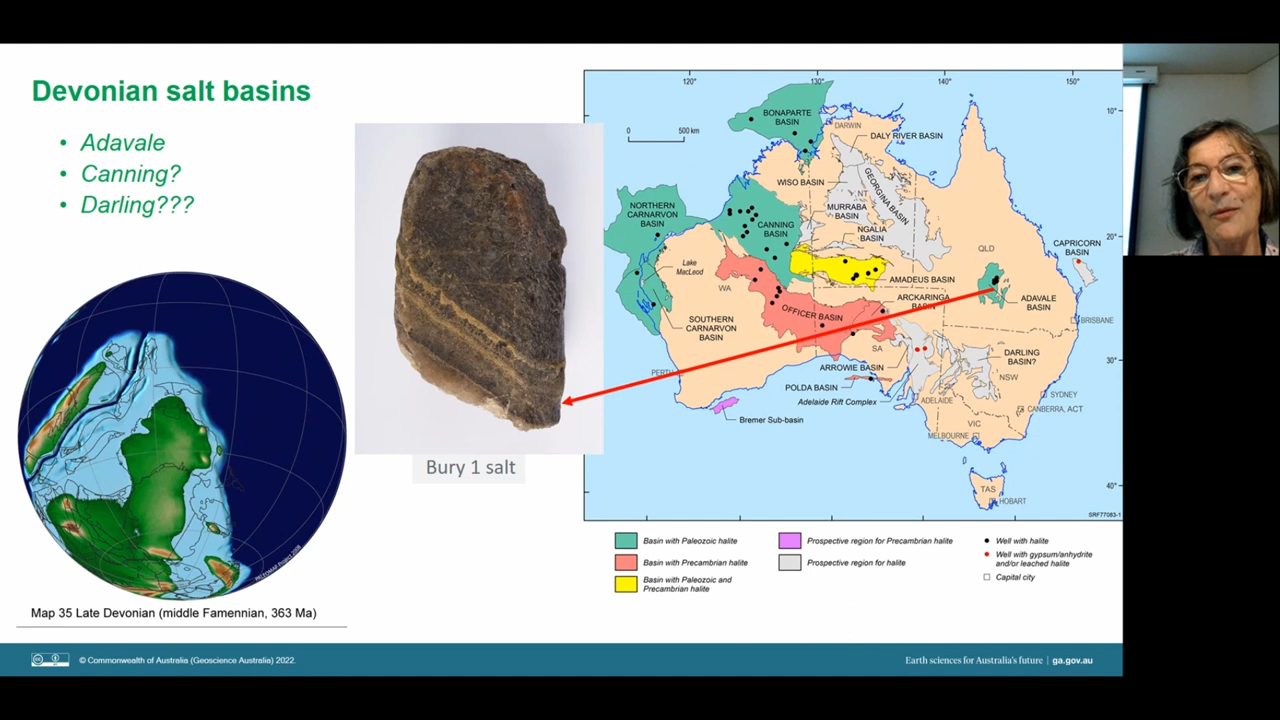 Devonian salt basins
• Adavale
• Canning?
• Darling???
Map 35 Late Devonian (middle Famennian, 363 Ma)
PALEOMAP Project 2008
Bury 1 salt
120°
130°
140°
150°
10°
20°
30°
40°
0
500 km
BONAPARTE
BASIN
DARWIN
DALY RIVER BASIN
WISO BASIN
GEORGINA BASIN
NT
NORTHERN
CARNARVON
BASIN
CANNING
BASIN
MURRABA
BASIN
NGALIA
BASIN
QLD
CAPRICORN
BASIN
Lake
MacLeod
WA
AMADEUS BASIN
ARCKARINGA
BASIN
ADAVALE
BASIN
OFFICER BASIN
BRISBANE
SOUTHERN
CARNARVON
BASIN
SA
DARLING
BASIN?
ARROWIE BASIN
NSW
PERTH
POLDA BASIN
Adelaide Rift Complex
ADELAIDE
SYDNEY
CANBERRA, ACT
Bremer Sub-basin
VIC
MELBOURNE
TAS
HOBART
SRF77083-1
Basin with Paleozoic halite
Basin with Precambrian halite
Basin with Paleozoic and
Precambrian halite
Prospective region for Precambrian halite
Prospective region for halite
Well with halite
Well with gypsum/anhydrite
and/or leached halite
Capital city
© Commonwealth of Australia (Geoscience Australia) 2022.
Earth sciences for Australia's future | ga.gov.au